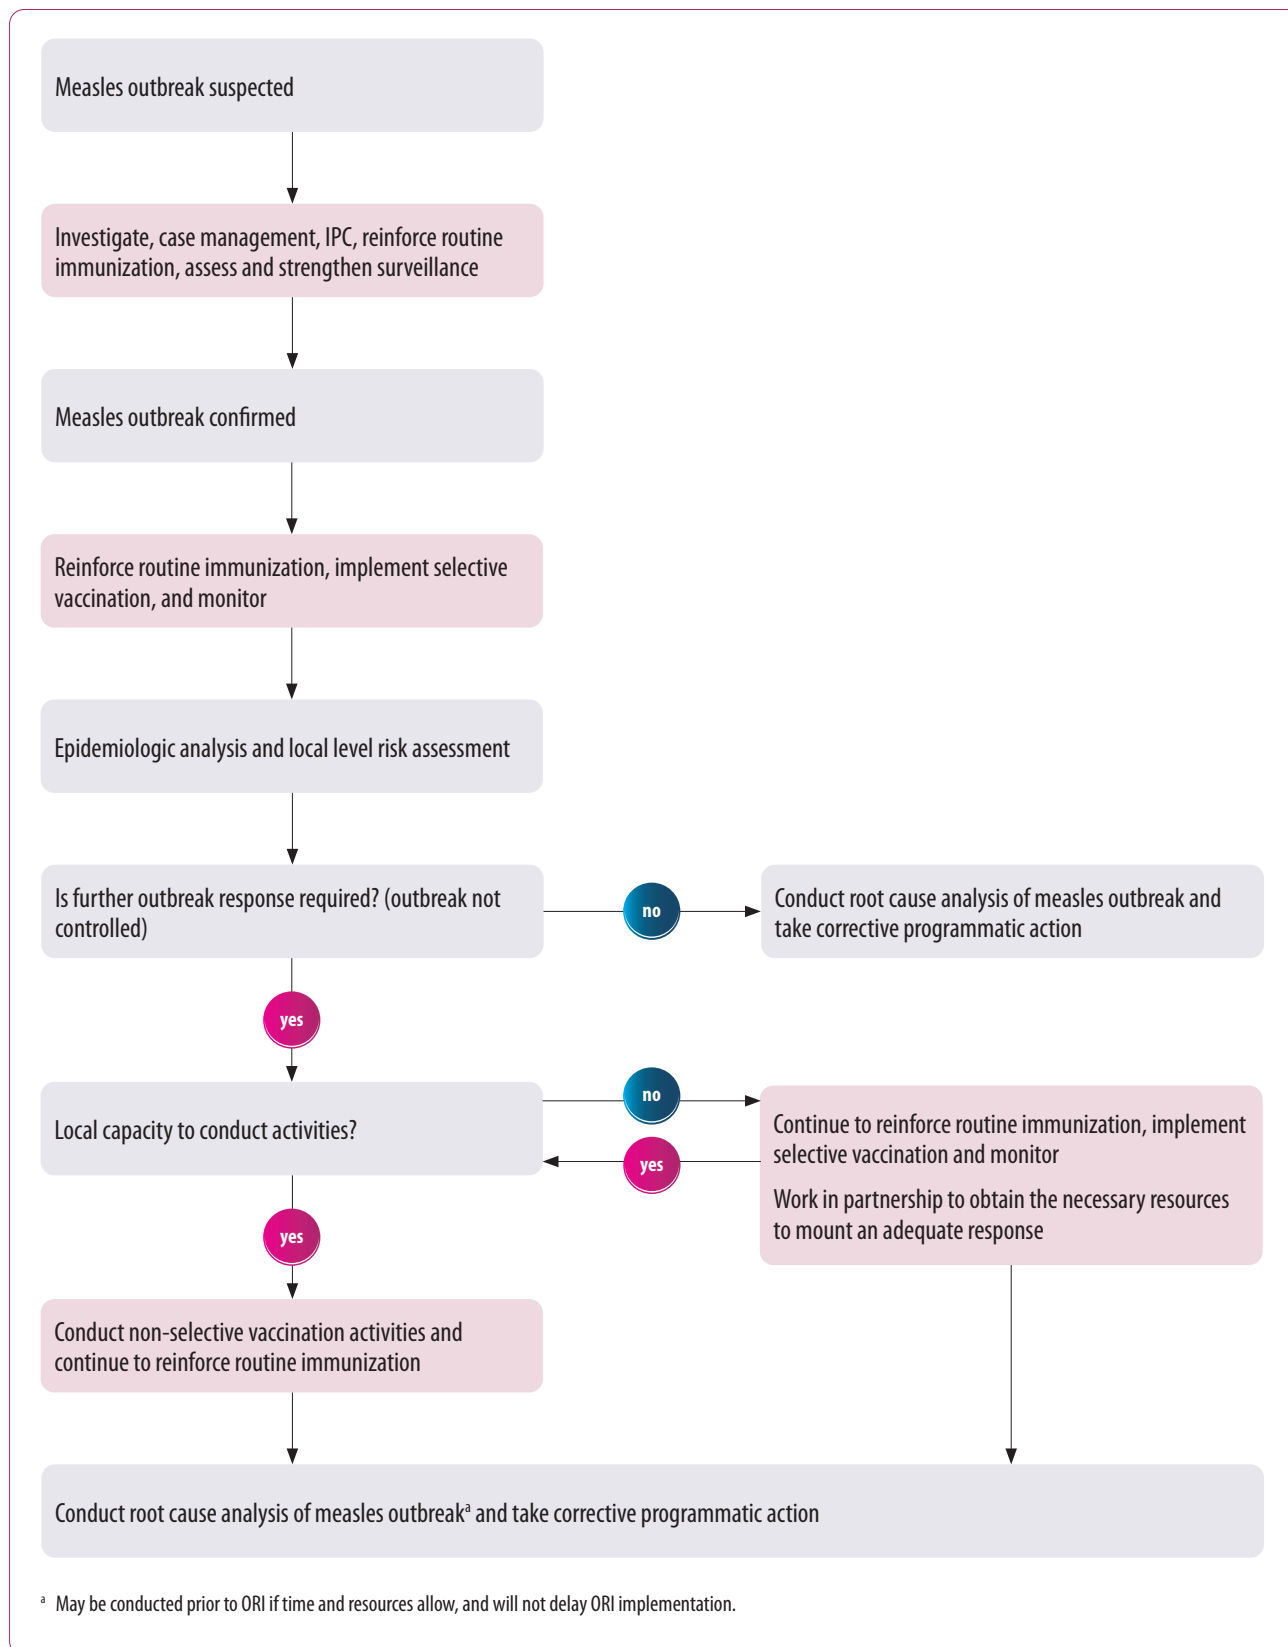 Measles outbreak suspected
Investigate, case management, IPC, reinforce routine
immunization, assess and strengthen surveillance
Measles outbreak confirmed
Reinforce routine immunization, implement selective
vaccination, and monitor
Epidemiologic analysis and local level risk assessment
Is further outbreak response required? (outbreak not
controlled)
no
Conduct root cause analysis of measles outbreak and
take corrective programmatic action
yes
Local capacity to conduct activities?
no
yes
Continue to reinforce routine immunization, implement
selective vaccination and monitor
Work in partnership to obtain the necessary resources
to mount an adequate response
yes
Conduct non-selective vaccination activities and
continue to reinforce routine immunization
Conduct root cause analysis of measles outbreakᵃ and take corrective programmatic action
ᵃ May be conducted prior to ORI if time and resources allow, and will not delay ORI implementation.